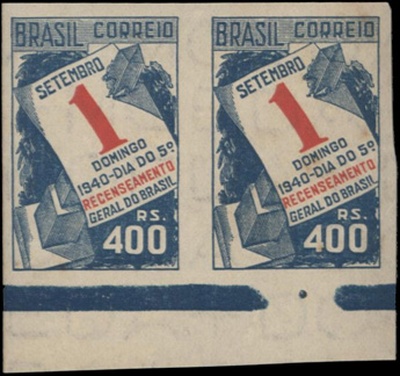 BRASIL CORREIO
SETEMBRO
1
DOMINGO
1940-DIA DO 5º
RECENSEAMENTO
GERAL DO BRASIL
RS.
400
BRASIL CORREIO
SETEMBRO
1
DOMINGO
1940-DIA DO 5º
RECENSEAMENTO
GERAL DO BRASIL
RS.
400